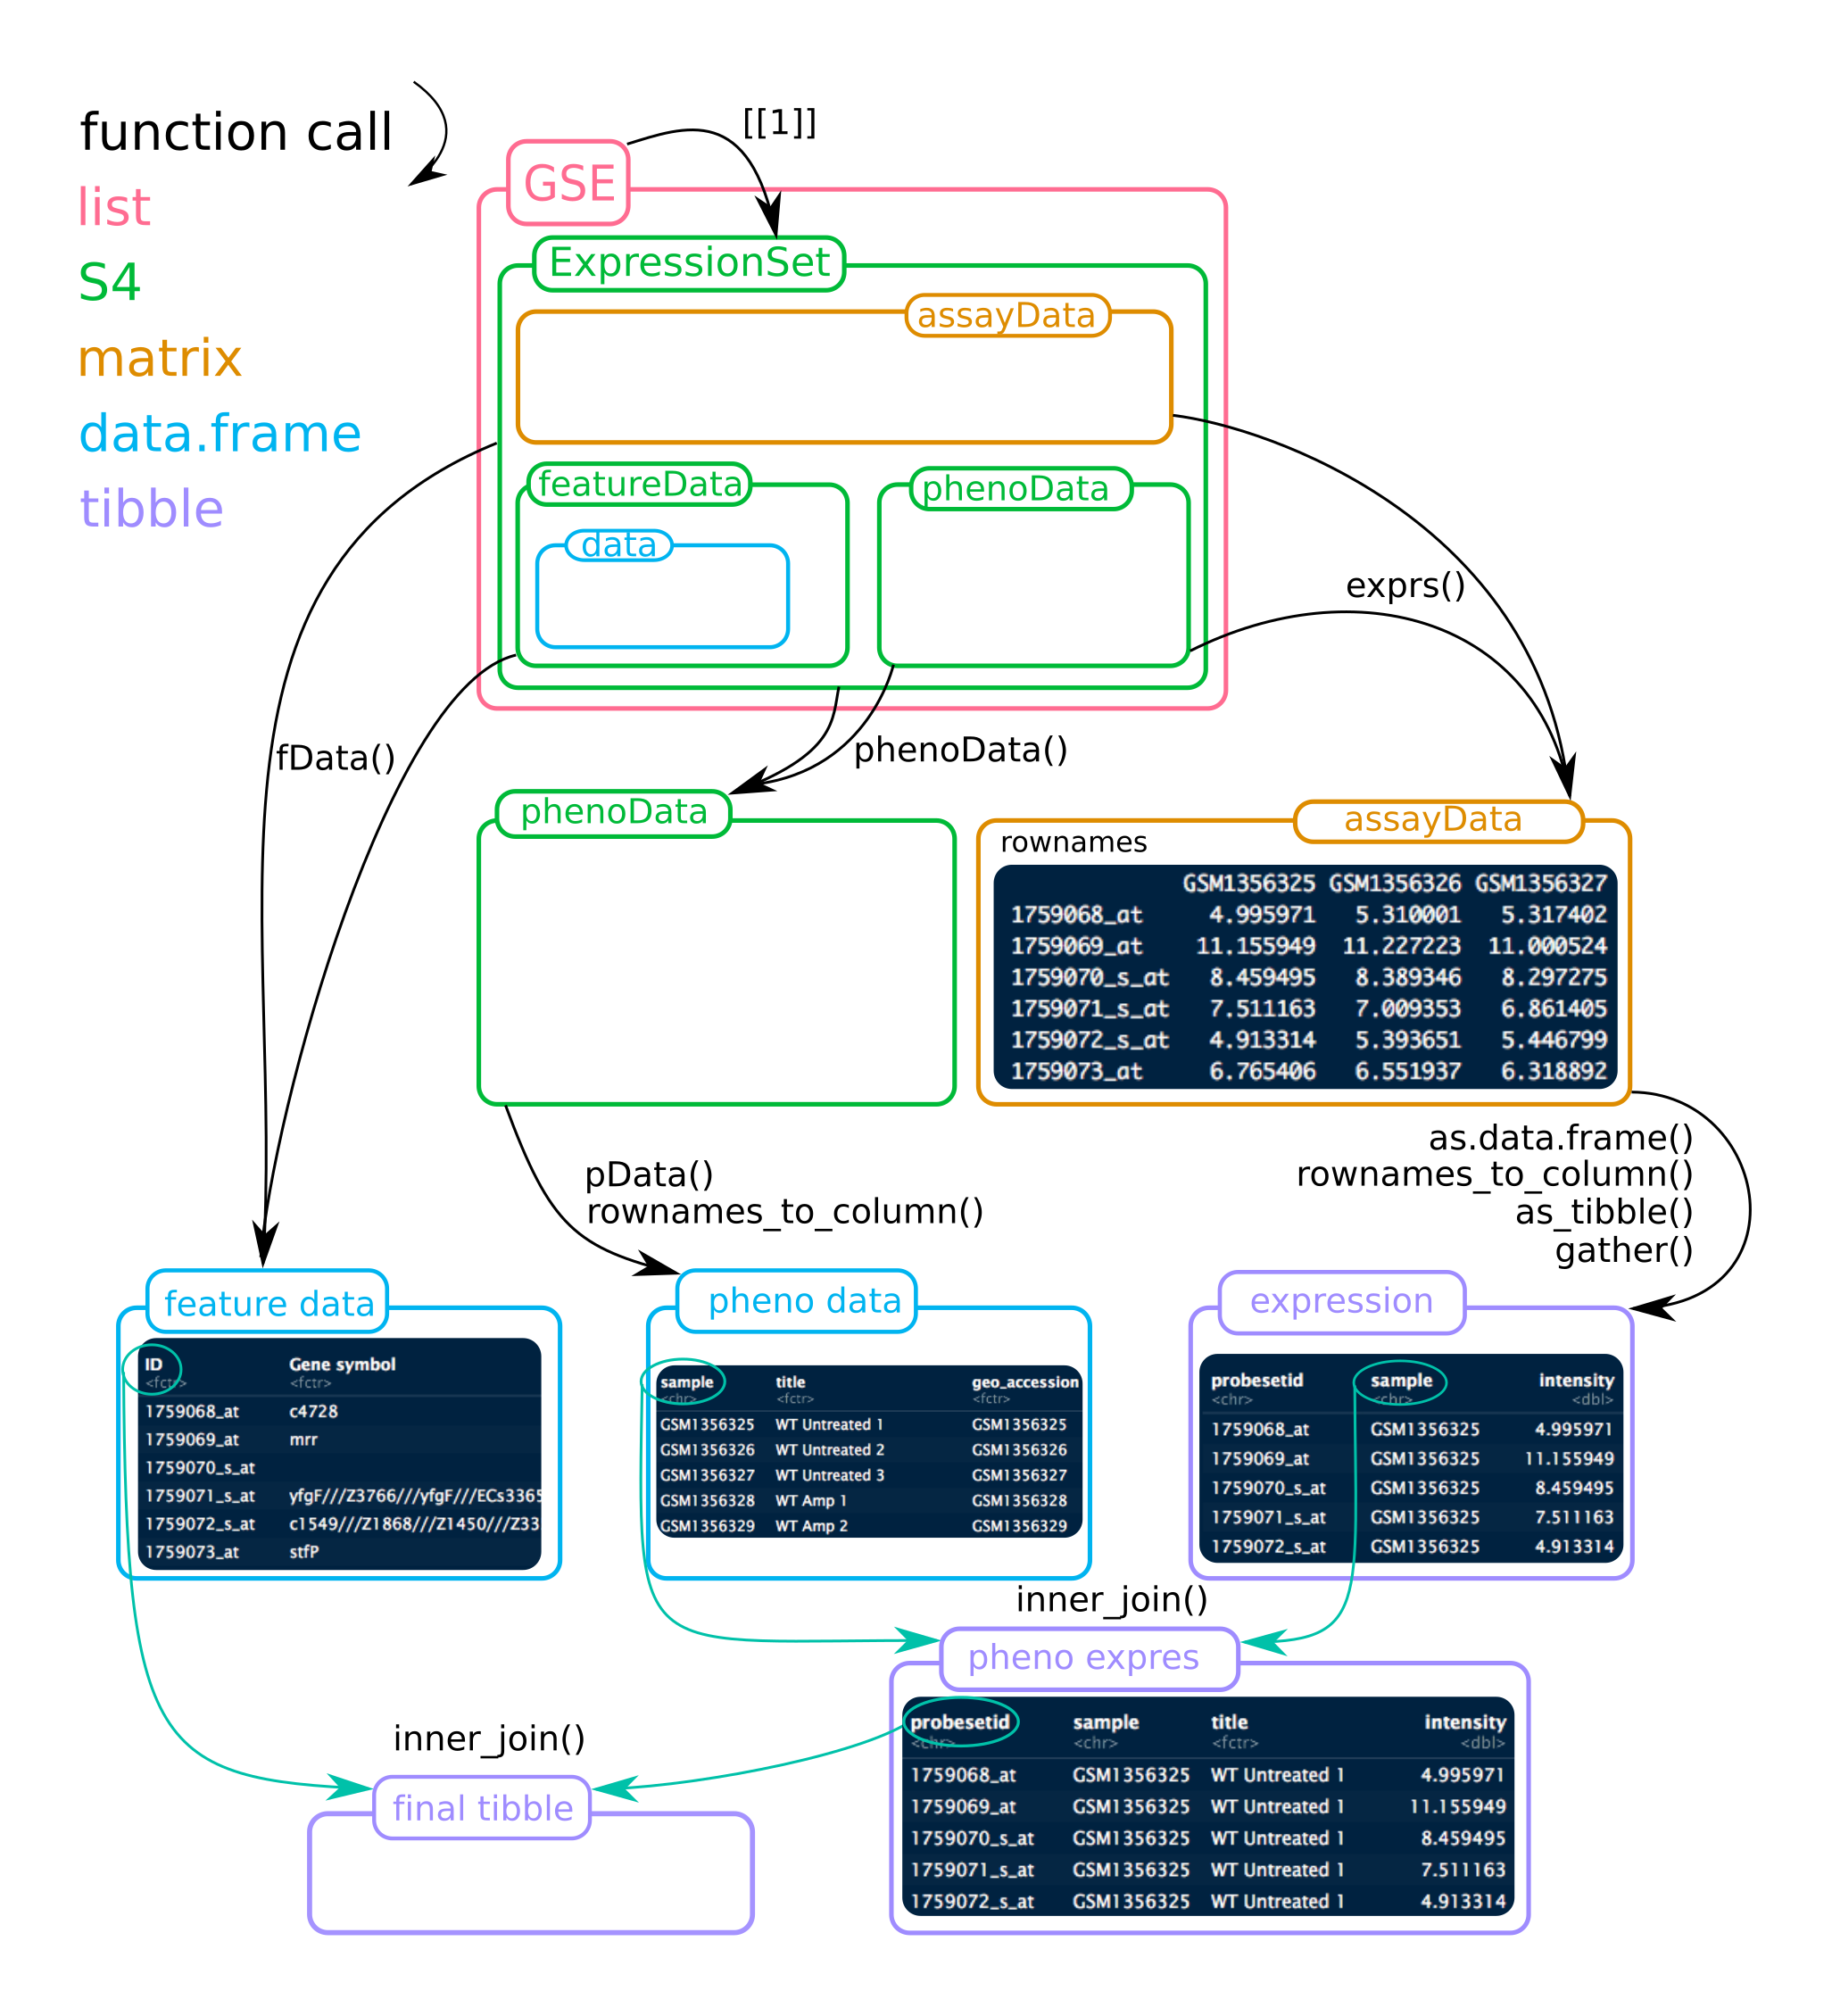 function call
list
S4
matrix
data.frame
tibble
[[1]]
GSE
ExpressionSet
assayData
featureData
phenoData
data
exprs()
fData()
phenoData()
phenoData
assayData
rownames
GSM1356325 GSM1356326 GSM1356327
1759068_at 4.995971 5.310001 5.317402
1759069_at 11.155949 11.227223 11.000524
1759070_s_at 8.459495 8.389346 8.297275
1759071_s_at 7.511163 7.009353 6.861405
1759072_s_at 4.913314 5.393651 5.446799
1759073_at 6.765406 6.551937 6.318892
pData()
rownames_to_column()
as.data.frame()
rownames_to_column()
as_tibble()
gather()
feature data
ID Gene symbol
<fctr> <fctr>
1759068_at c4728
1759069_at mrr
1759070_s_at
1759071_s_at yfgF///Z3766///yfgF///ECs3365
1759072_s_at c1549///Z1868///Z1450///Z33
1759073_at stfP
pheno data
sample title geo_accession
<chr> <fctr> <fctr>
GSM1356325 WT Untreated 1 GSM1356325
GSM1356326 WT Untreated 2 GSM1356326
GSM1356327 WT Untreated 3 GSM1356327
GSM1356328 WT Amp 1 GSM1356328
GSM1356329 WT Amp 2 GSM1356329
expression
probesetid sample intensity
<chr> <chr> <dbl>
1759068_at GSM1356325 4.995971
1759069_at GSM1356325 11.155949
1759070_s_at GSM1356325 8.459495
1759071_s_at GSM1356325 7.511163
1759072_s_at GSM1356325 4.913314
inner_join()
pheno expres
probesetid sample title intensity
<chr> <chr> <fctr> <dbl>
1759068_at GSM1356325 WT Untreated 1 4.995971
1759069_at GSM1356325 WT Untreated 1 11.155949
1759070_s_at GSM1356325 WT Untreated 1 8.459495
1759071_s_at GSM1356325 WT Untreated 1 7.511163
1759072_s_at GSM1356325 WT Untreated 1 4.913314
inner_join()
final tibble